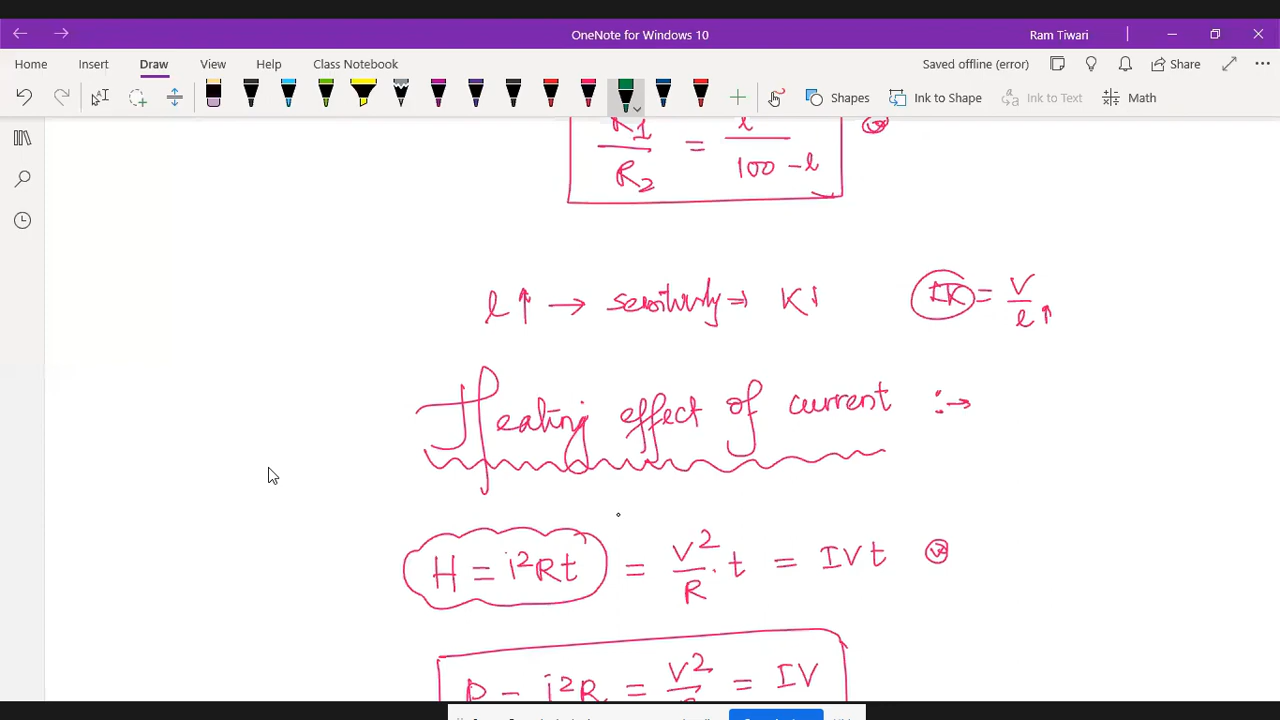 OneNote for Windows 10
Ram Tiwari
Home Insert Draw View Help Class Notebook Saved offline (error) Share
Shapes Ink to Shape Ink to Text Math
R1/R2 = l/100 - l
l↑ → sensitivity → K↓ K = V/l↑
Heating effect of current :→
H = i²Rt = V²/R . t = IVt
P = i²R = V²/R = IV